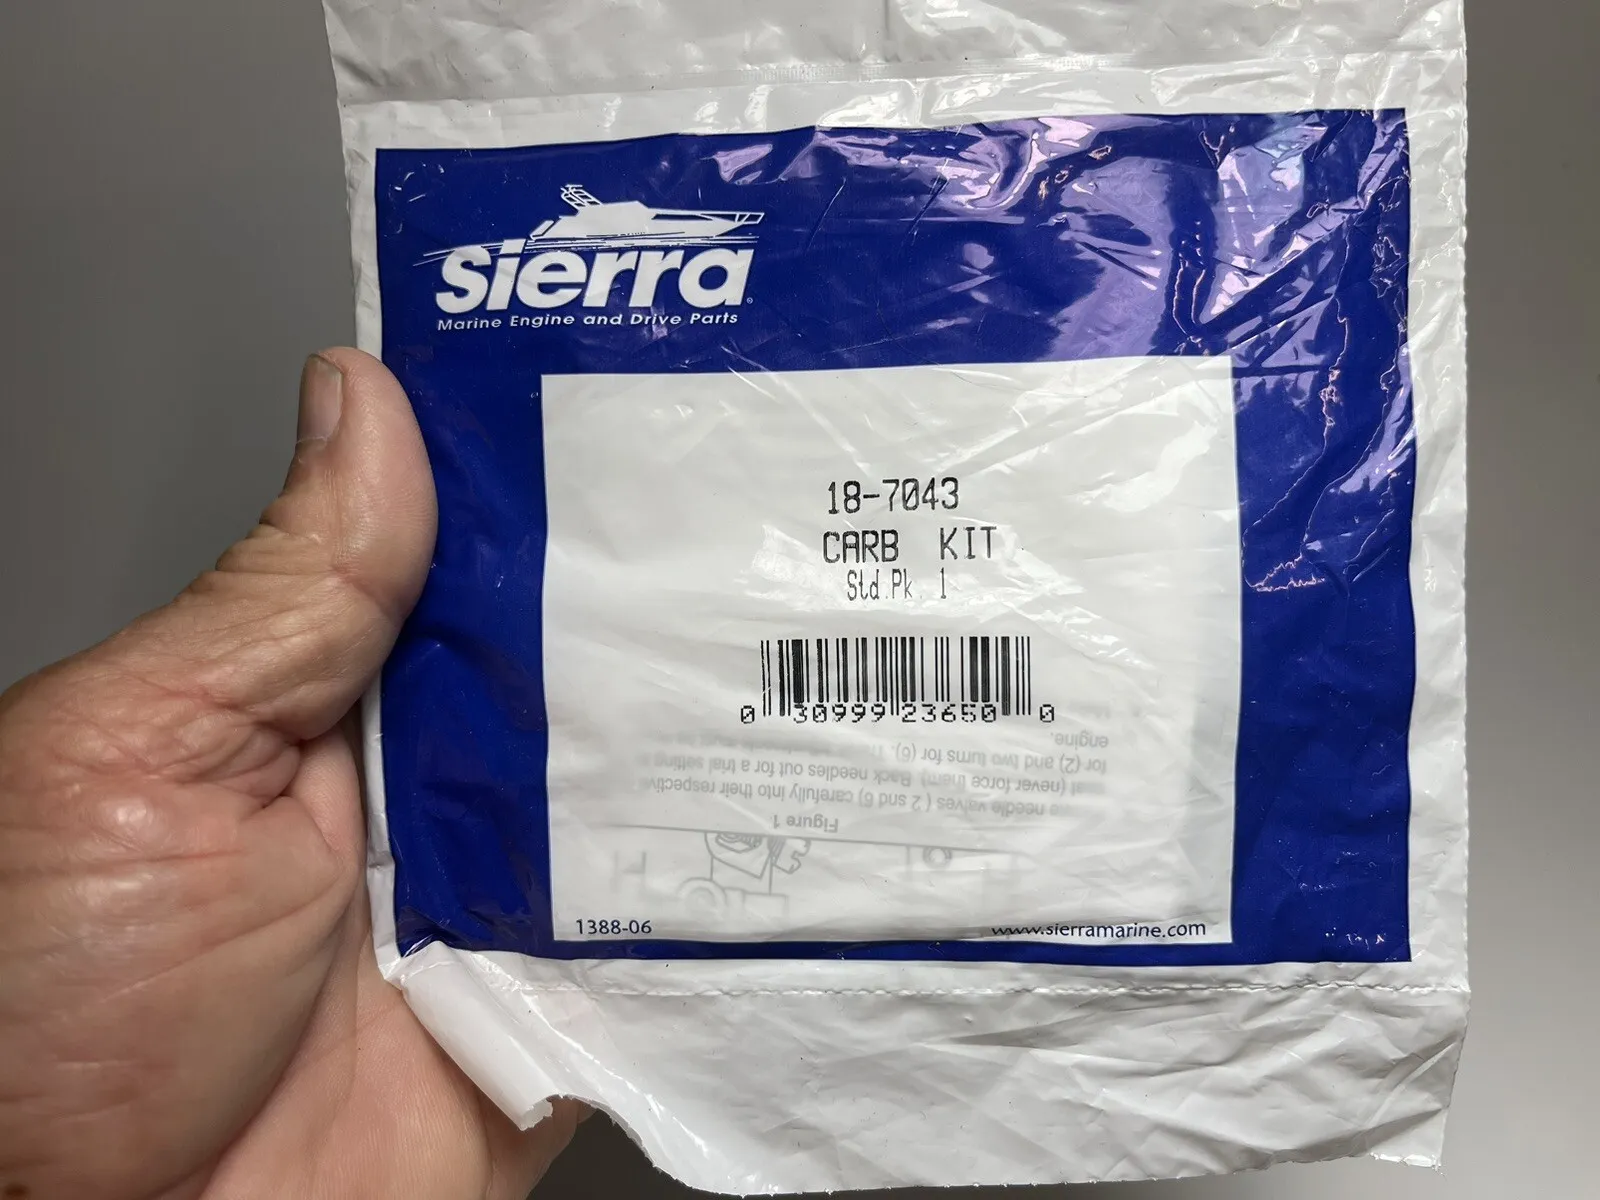 sierra
Marine Engine and Drive Parts
18-7043
CARB KIT
Std.Pk. 1
0 30999 23650 0
engine.
for (2) and two turns for (6).
(never force them). Back needles out for a trial setting
needle valves ( 2 snd 6) carefully into their respective
Figure 1
1388-06
www.sierramarine.com